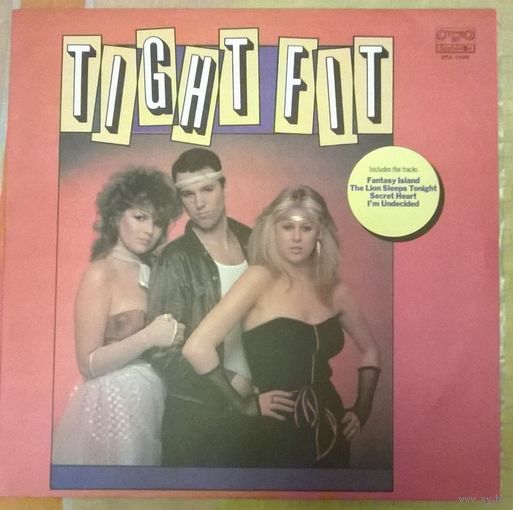 TIGHT FIT
Includes the tracks
Fantasy Island
The Lion Sleeps Tonight
Secret Heart
I'm Undecided